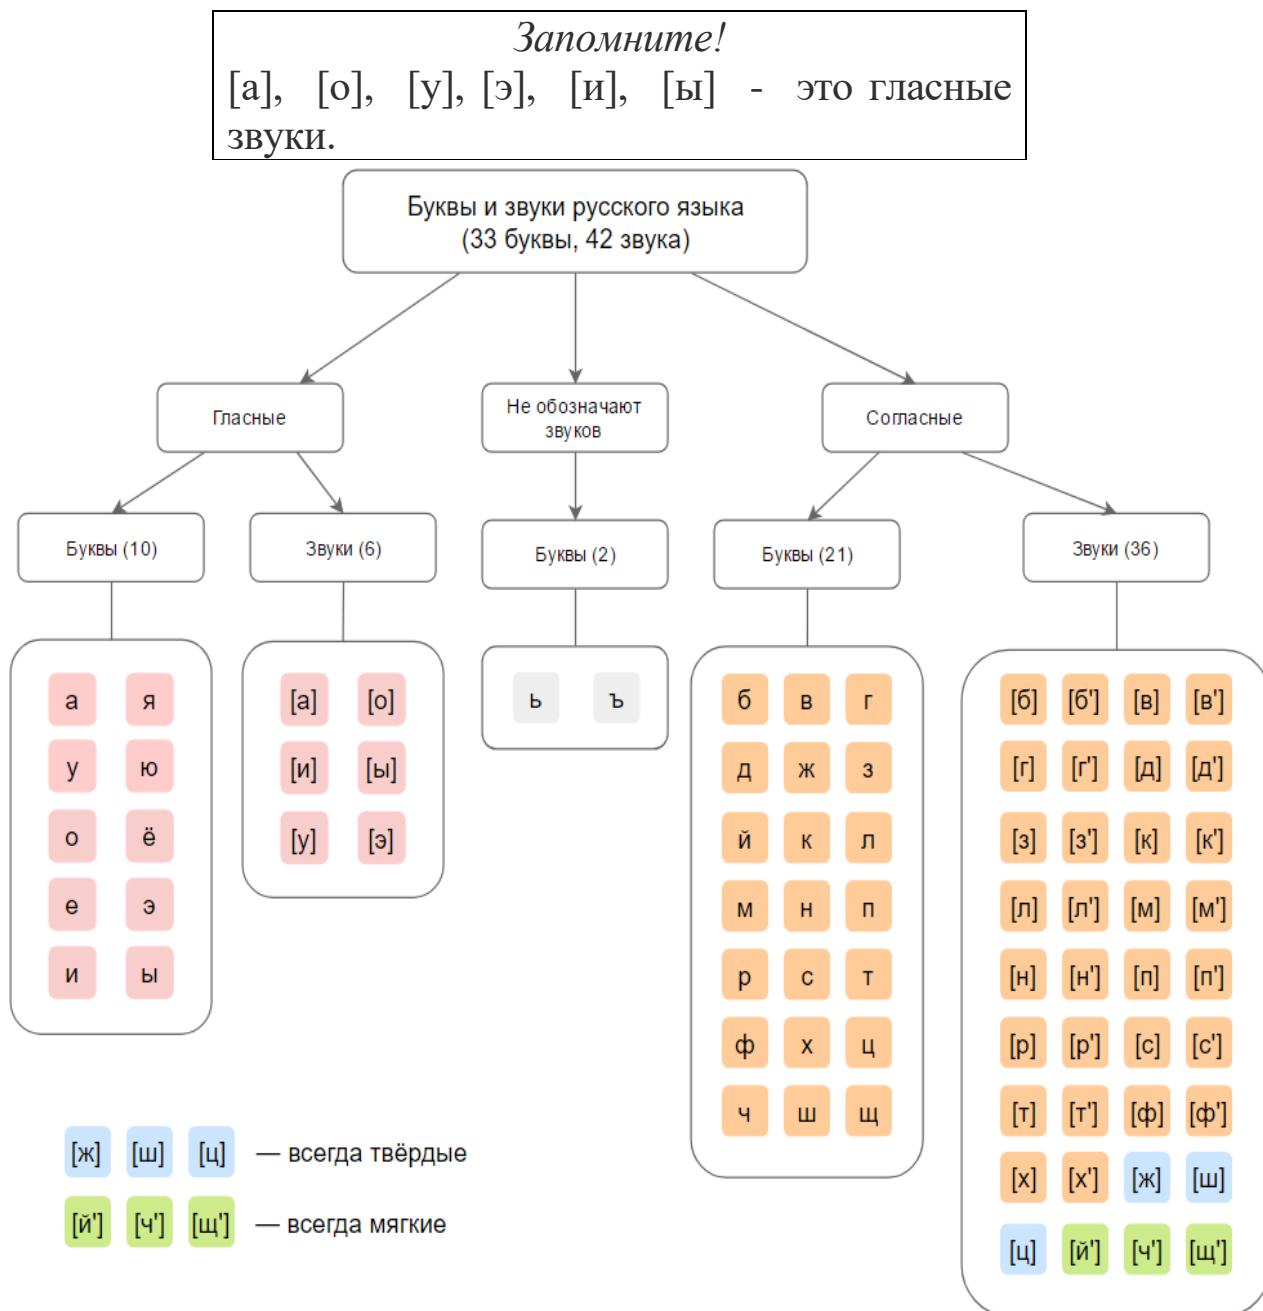 Запомните!
[а], [о], [у], [э], [и], [ы] - это гласные
звуки.
Буквы и звуки русского языка
(33 буквы, 42 звука)
Гласные
Не обозначают
звуков
Согласные
Буквы (10)
Звуки (6)
Буквы (2)
Буквы (21)
Звуки (36)
а я
у ю
о ё
е э
и ы
[а] [о]
[и] [ы]
[у] [э]
ь ъ
б в г
д ж з
й к л
м н п
р с т
ф х ц
ч ш щ
[б] [б'] [в] [в']
[г] [г'] [д] [д']
[з] [з'] [к] [к']
[л] [л'] [м] [м']
[н] [н'] [п] [п']
[р] [р'] [с] [с']
[т] [т'] [ф] [ф']
[х] [х'] [ж] [ш]
[ц] [й'] [ч'] [щ']
[ж] [ш] [ц] — всегда твёрдые
[й'] [ч'] [щ'] — всегда мягкие